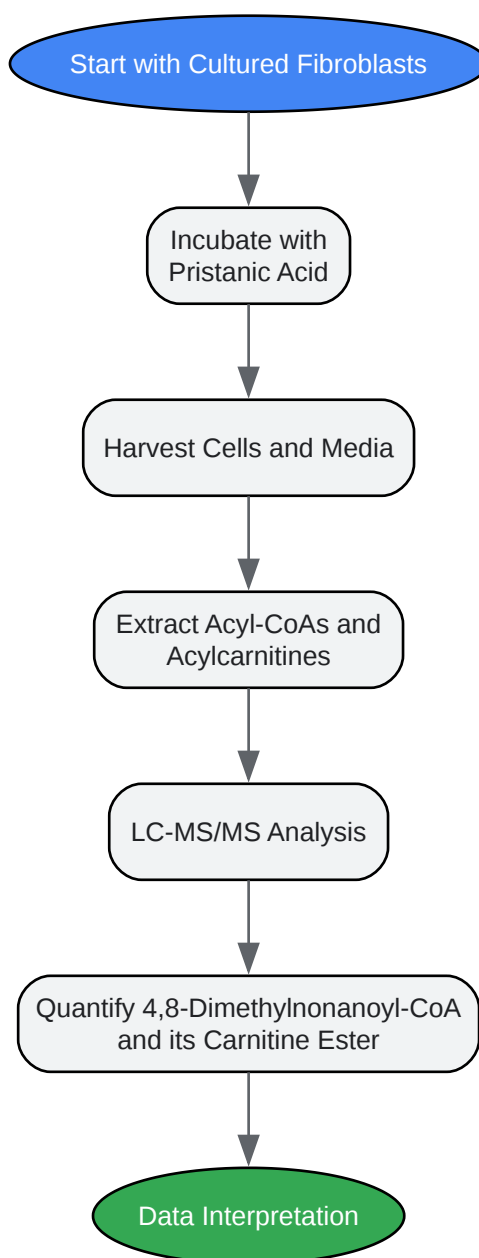 Start with Cultured Fibroblasts
Incubate with
Pristanic Acid
Harvest Cells and Media
Extract Acyl-CoAs and
Acylcarnitines
LC-MS/MS Analysis
Quantify 4,8-Dimethylnonanoyl-CoA
and its Carnitine Ester
Data Interpretation